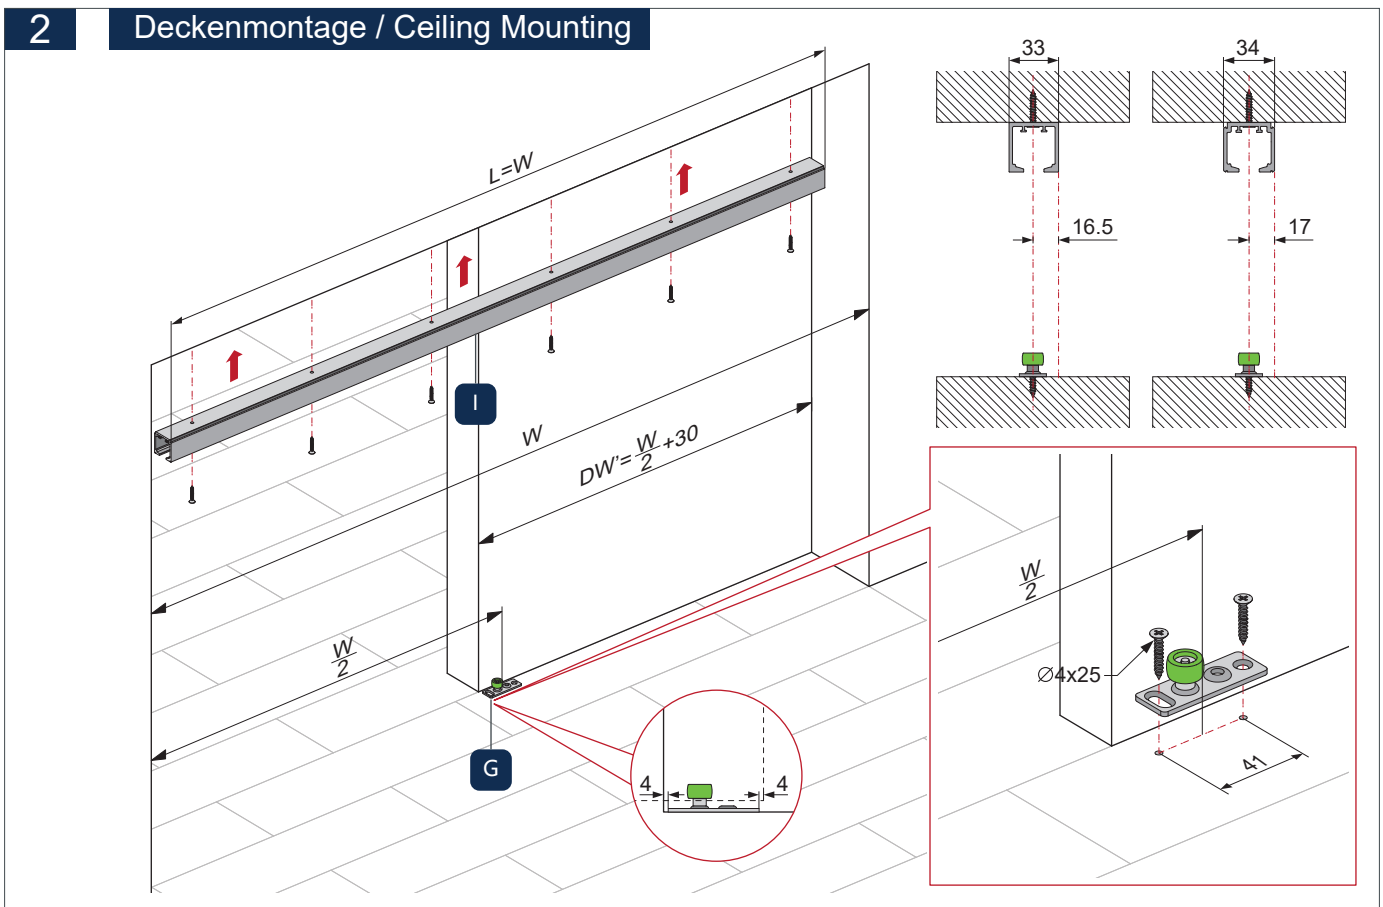 2
Deckenmontage / Ceiling Mounting
33
34
L=W
16.5
17
I
W
DW'=W/2+30
W/2
G
4
4
W/2
Ø4x25
41